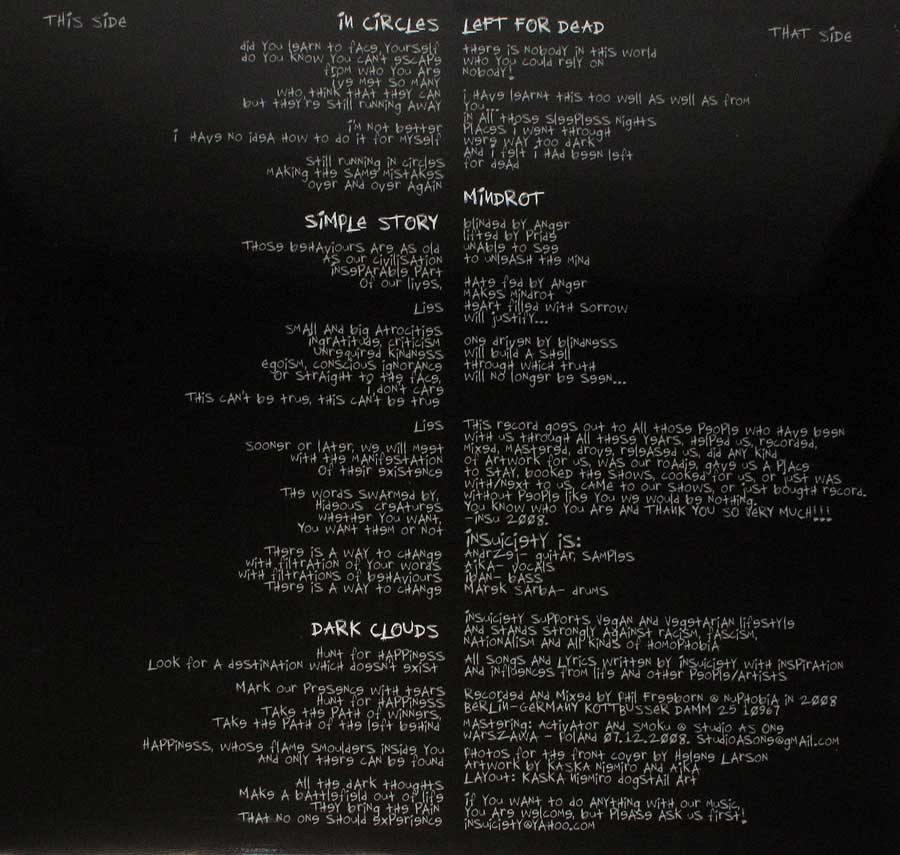 THIS SIDE
IN CIRCLES
did you learn to face yourself
do you know you can't escape
from who you are
I've met so many
who think that they can
but they're still running away
I'm not better
I have no idea how to do it for myself
Still running in circles
making the same mistakes
over and over again
SIMPLE STORY
Those behaviours are as old
as our civilisation
inseparable part
of our lives,
Lies
Small and big atrocities
ingratitude, criticism
unrequired kindness
egoism, conscious ignorance
or straight to the face,
I don't care
This can't be true, this can't be true
Lies
Sooner or later, we will meet
with the manifestation
of their existence
The words swarmed by,
hideous creatures
whether you want,
you want them or not
There is a way to change
with filtration of your words
with filtrations of behaviours
There is a way to change
DARK CLOUDS
Hunt for happiness
Look for a destination which doesn't exist
Mark our presence with tears
Hunt for happiness
Take the path of winners,
Take the path of the left behind
Happiness, whose flame smoulders inside you
and only there can be found
All the dark thoughts
Make a battlefield out of life
They bring the pain
That no one should experience
THAT SIDE
LEFT FOR DEAD
there is nobody in this world
who you could rely on
nobody!
I have learnt this too well as well as from
you...
in all those sleepless nights
places I went through
were way too dark
and I felt I had been left
for dead
MINDROT
blinded by anger
lifted by pride
unable to see
to unleash the mind
Hate fed by anger
makes mindrot
Heart filled with sorrow
will justify...
one driven by blindness
will build a shell
through which truth
will no longer be seen...
This record goes out to all those people who have been
with us through all these years, helped us, recorded,
mixed, mastered, drove, released us, did any kind
of artwork for us, was our roadie, gave us a place
to stay, booked the shows, cooked for us, or just was
with/next to us, came to our shows, or just bougth record.
without people like you we would be nothing.
You know who you are and THANK YOU SO VERY MUCH!!!
-insu 2008.
INSUICIETY IS:
Andrzej- guitar, samples
Aika- vocals
Iban- bass
Marek Sarba- drums
Insuiciety supports vegan and vegetarian lifestyle
and stands strongly against racism, fascism,
nationalism and all kinds of homophobia
All songs and lyrics written by insuiciety with inspiration
and influences from life and other people/artists
Recorded and mixed by Phil Freeborn @ Nuphobia in 2008
BERLIN-GERMANY KOTTBUSSER DAMM 25 10967
Mastering: Activator and Smoku @ Studio As One
Warszawa - Poland 07.12.2008. studioasone@gmail.com
Photos for the front cover by Helene Larson
Artwork by Kaska Niemiro and Aika
Layout: Kaska Niemiro dogstail art
If you want to do anything with our music,
you are welcome, but please ask us first!
insuiciety@yahoo.com